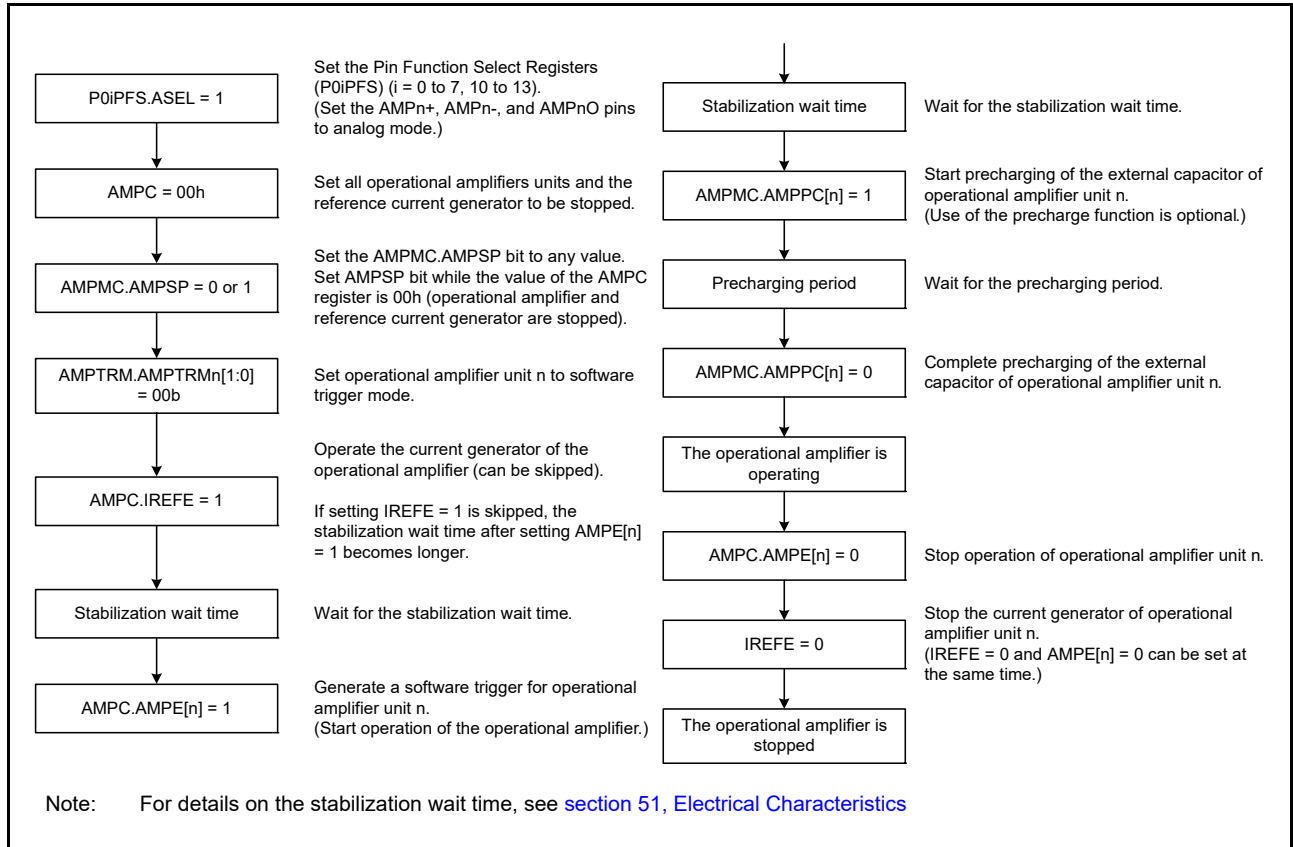 P0iPFS.ASEL = 1
Set the Pin Function Select Registers
(P0iPFS) (i = 0 to 7, 10 to 13).
(Set the AMPn+, AMPn-, and AMPnO pins
to analog mode.)
AMPC = 00h
Set all operational amplifiers units and the
reference current generator to be stopped.
AMPMC.AMPSP = 0 or 1
Set the AMPMC.AMPSP bit to any value.
Set AMPSP bit while the value of the AMPC
register is 00h (operational amplifier and
reference current generator are stopped).
AMPTRM.AMPTRMn[1:0]
= 00b
Set operational amplifier unit n to software
trigger mode.
AMPC.IREFE = 1
Operate the current generator of the
operational amplifier (can be skipped).
If setting IREFE = 1 is skipped, the
stabilization wait time after setting AMPE[n]
= 1 becomes longer.
Stabilization wait time
Wait for the stabilization wait time.
AMPC.AMPE[n] = 1
Generate a software trigger for operational
amplifier unit n.
(Start operation of the operational amplifier.)
Stabilization wait time
Wait for the stabilization wait time.
AMPMC.AMPPC[n] = 1
Start precharging of the external capacitor of
operational amplifier unit n.
(Use of the precharge function is optional.)
Precharging period
Wait for the precharging period.
AMPMC.AMPPC[n] = 0
Complete precharging of the external
capacitor of operational amplifier unit n.
The operational amplifier is
operating
AMPC.AMPE[n] = 0
Stop operation of operational amplifier unit n.
IREFE = 0
Stop the current generator of operational
amplifier unit n.
(IREFE = 0 and AMPE[n] = 0 can be set at
the same time.)
The operational amplifier is
stopped
Note: For details on the stabilization wait time, see section 51, Electrical Characteristics